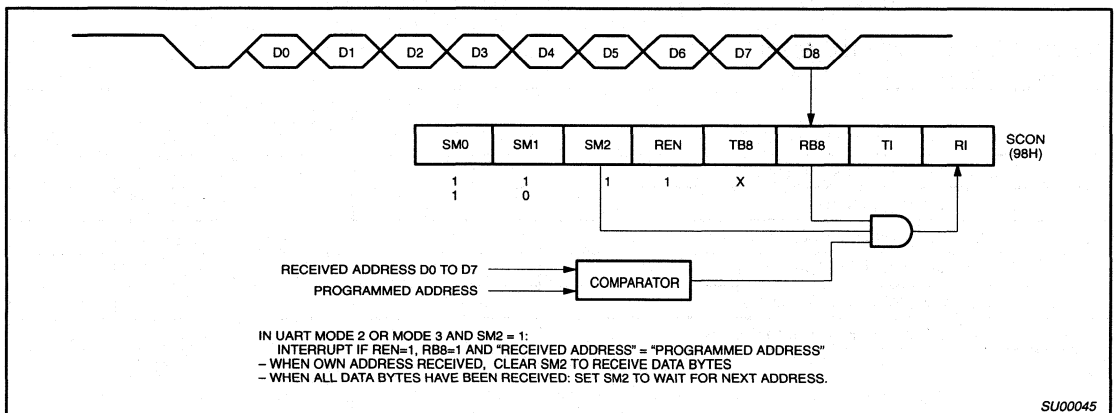 D0 D1 D2 D3 D4 D5 D6 D7 D8
SM0 SM1 SM2 REN TB8 RB8 TI RI SCON
(98H)
1 1 1 1 X
1 0
RECEIVED ADDRESS D0 TO D7
PROGRAMMED ADDRESS
COMPARATOR
IN UART MODE 2 OR MODE 3 AND SM2 = 1:
INTERRUPT IF REN=1, RB8=1 AND “RECEIVED ADDRESS” = “PROGRAMMED ADDRESS”
– WHEN OWN ADDRESS RECEIVED, CLEAR SM2 TO RECEIVE DATA BYTES
– WHEN ALL DATA BYTES HAVE BEEN RECEIVED: SET SM2 TO WAIT FOR NEXT ADDRESS.
SU00045